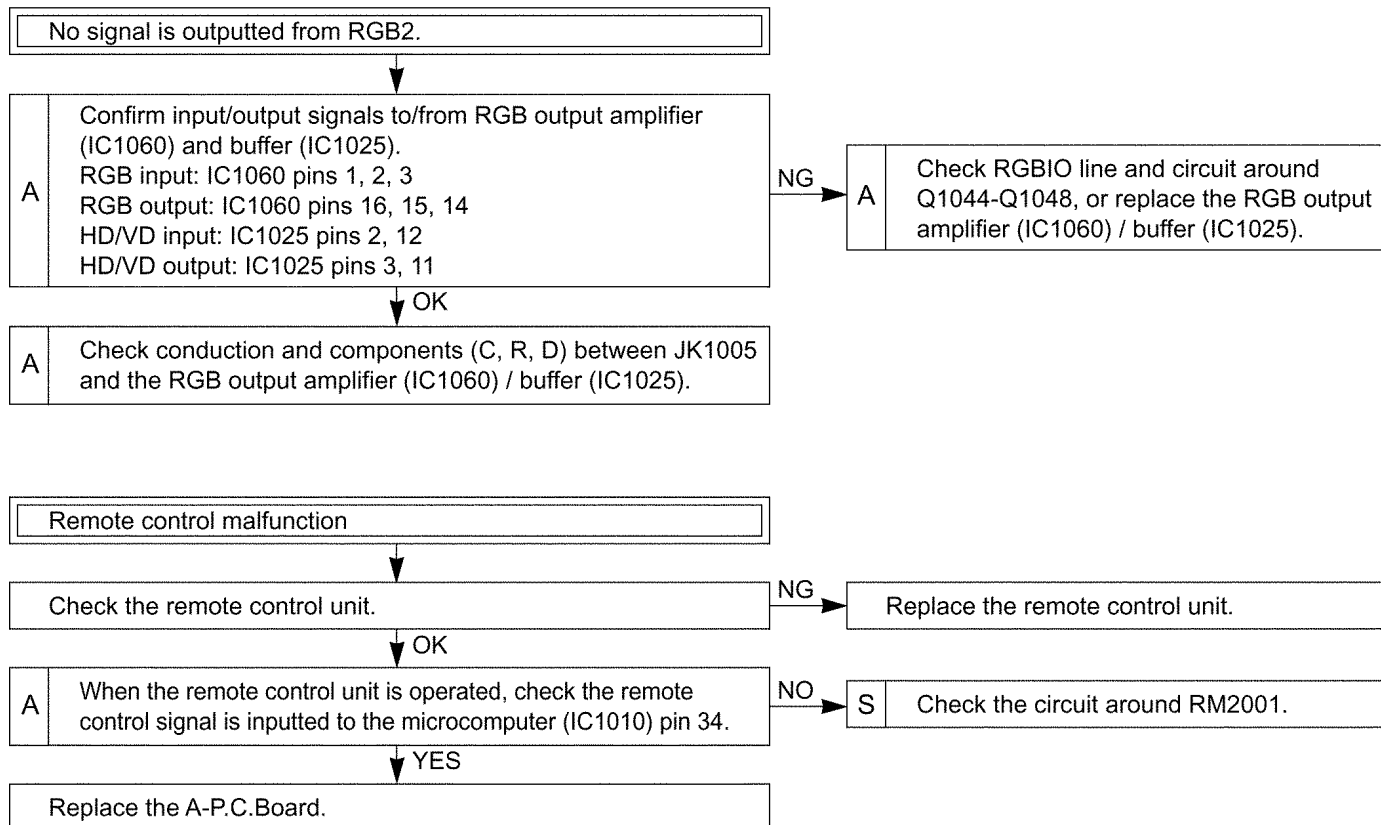 No signal is outputted from RGB2.
A
Confirm input/output signals to/from RGB output amplifier
(IC1060) and buffer (IC1025).
RGB input: IC1060 pins 1, 2, 3
RGB output: IC1060 pins 16, 15, 14
HD/VD input: IC1025 pins 2, 12
HD/VD output: IC1025 pins 3, 11
NG
A
Check RGBIO line and circuit around
Q1044-Q1048, or replace the RGB output
amplifier (IC1060) / buffer (IC1025).
OK
A
Check conduction and components (C, R, D) between JK1005
and the RGB output amplifier (IC1060) / buffer (IC1025).
Remote control malfunction
Check the remote control unit.
NG
Replace the remote control unit.
OK
A
When the remote control unit is operated, check the remote
control signal is inputted to the microcomputer (IC1010) pin 34.
NO
S
Check the circuit around RM2001.
YES
Replace the A-P.C.Board.